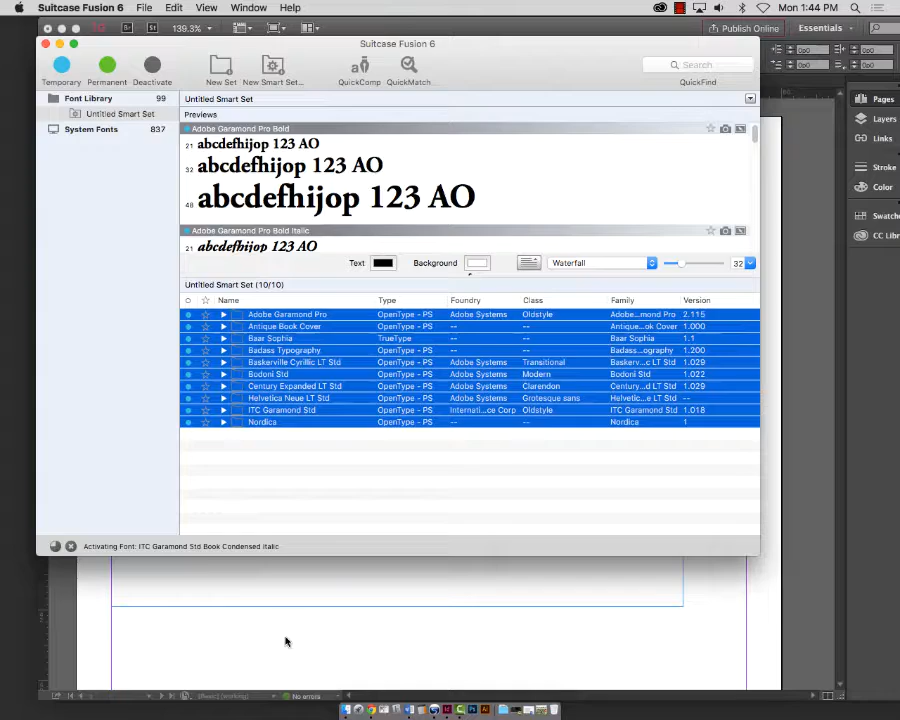 Suitcase Fusion 6 File Edit View Window Help Mon 1:44 PM
Br St 139.3% Publish Online Essentials
Suitcase Fusion 6
Search
Temporary Permanent Deactivate New Set New Smart Set... QuickComp QuickMatch QuickFind
Font Library 99
Untitled Smart Set
System Fonts 837
Untitled Smart Set
Previews
Adobe Garamond Pro Bold
21 abcdefhijop 123 AO
32 abcdefhijop 123 AO
48 abcdefhijop 123 AO
Adobe Garamond Pro Bold Italic
21 abcdefhijop 123 AO
Text Background Waterfall 32
Untitled Smart Set (10/10)
Name Type Foundry Class Family Version
Adobe Garamond Pro OpenType - PS Adobe Systems Oldstyle Adobe...mond Pro 2.115
Antique Book Cover OpenType - PS -- -- Antique...ok Cover 1.000
Baar Sophia TrueType -- -- Baar Sophia 1.1
Badass Typography OpenType - PS -- -- Badass...ography 1.200
Baskerville Cyrillic LT Std OpenType - PS Adobe Systems Transitional Baskerv...c LT Std 1.029
Bodoni Std OpenType - PS Adobe Systems Modern Bodoni Std 1.022
Century Expanded LT Std OpenType - PS Adobe Systems Clarendon Century...d LT Std 1.029
Helvetica Neue LT Std OpenType - PS Adobe Systems Grotesque sans Helvetic...e LT Std --
ITC Garamond Std OpenType - PS Internati...ce Corp Oldstyle ITC Garamond Std 1.018
Nordica OpenType - PS -- -- Nordica 1
Activating Font: ITC Garamond Std Book Condensed Italic
0p0 0p0
0p0 0p0
Pages
Layers
Links
Stroke
Color
Swatche
CC Libr
[Basic] (working) No errors